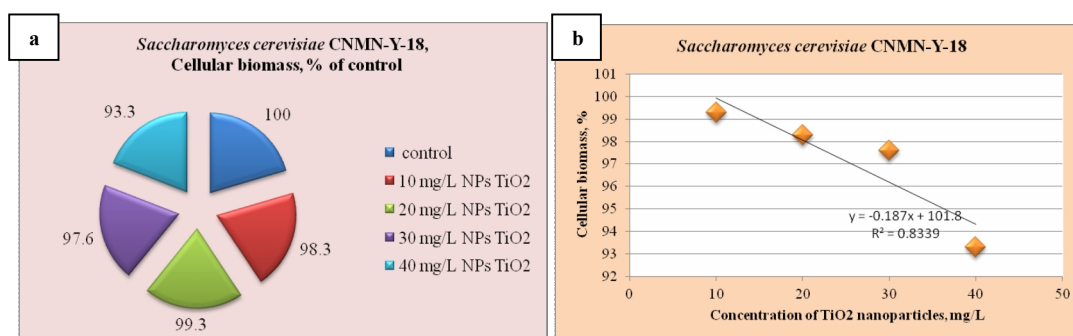 a
Saccharomyces cerevisiae CNMN-Y-18,
Cellular biomass, % of control
93.3
100
97.6
98.3
99.3
control
10 mg/L NPs TiO2
20 mg/L NPs TiO2
30 mg/L NPs TiO2
40 mg/L NPs TiO2
b
Saccharomyces cerevisiae CNMN-Y-18
Cellular biomass, %
101
100
99
98
97
96
95
94
93
92
y = -0.187x + 101.8
R² = 0.8339
0 10 20 30 40 50
Concentration of TiO2 nanoparticles, mg/L